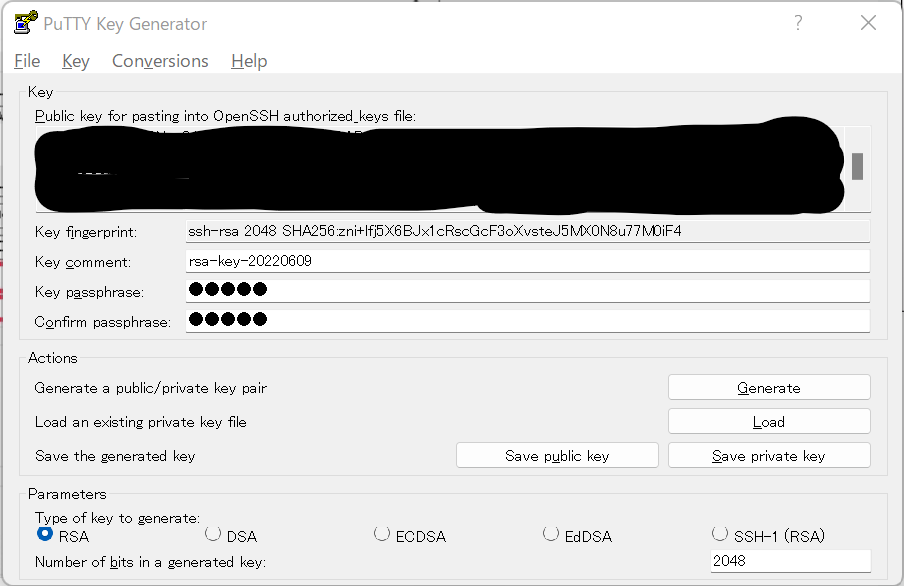 PuTTY Key Generator
?
File Key Conversions Help
Key
Public key for pasting into OpenSSH authorized_keys file:
Key fingerprint: ssh-rsa 2048 SHA256:zni+Ifj5X6BJx1cRscGcF3oXvsteJ5MX0N8u77M0iF4
Key comment: rsa-key-20220609
Key passphrase: ●●●●●
Confirm passphrase: ●●●●●
Actions
Generate a public/private key pair Generate
Load an existing private key file Load
Save the generated key Save public key Save private key
Parameters
Type of key to generate:
RSA DSA ECDSA EdDSA SSH-1 (RSA)
Number of bits in a generated key: 2048